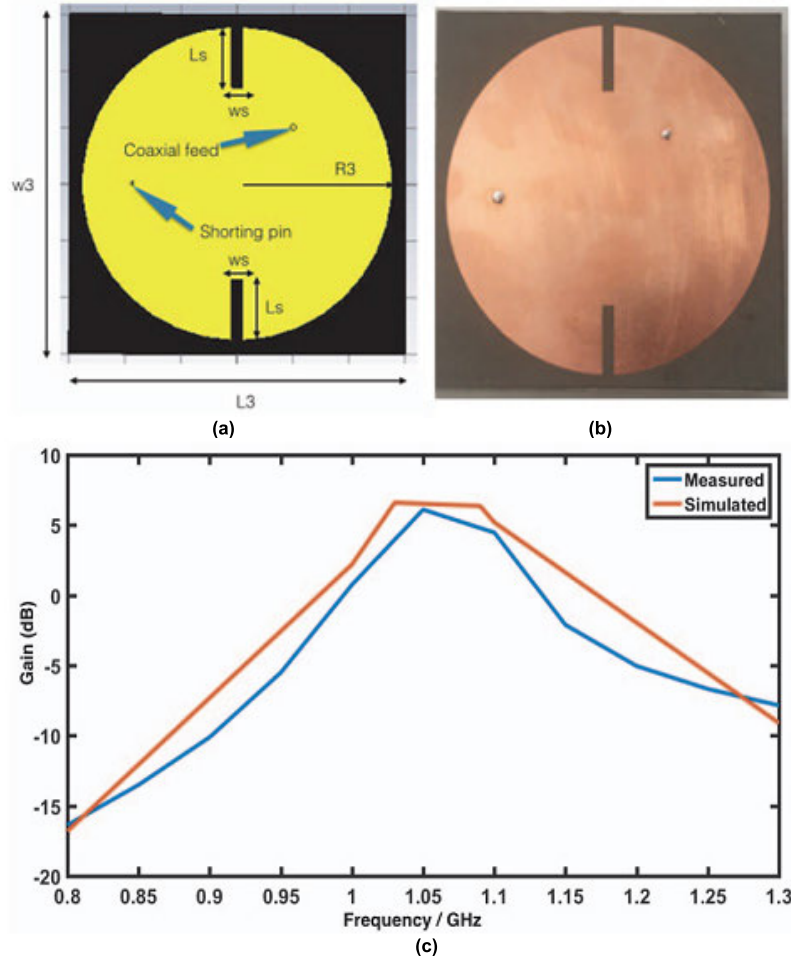 Ls
ws
Coaxial feed
R3
w3
Shorting pin
ws
Ls
L3
(a)
(b)
10
5
0
-5
-10
-15
-20
Gain (dB)
Measured
Simulated
0.8
0.85
0.9
0.95
1
1.05
1.1
1.15
1.2
1.25
1.3
Frequency / GHz
(c)